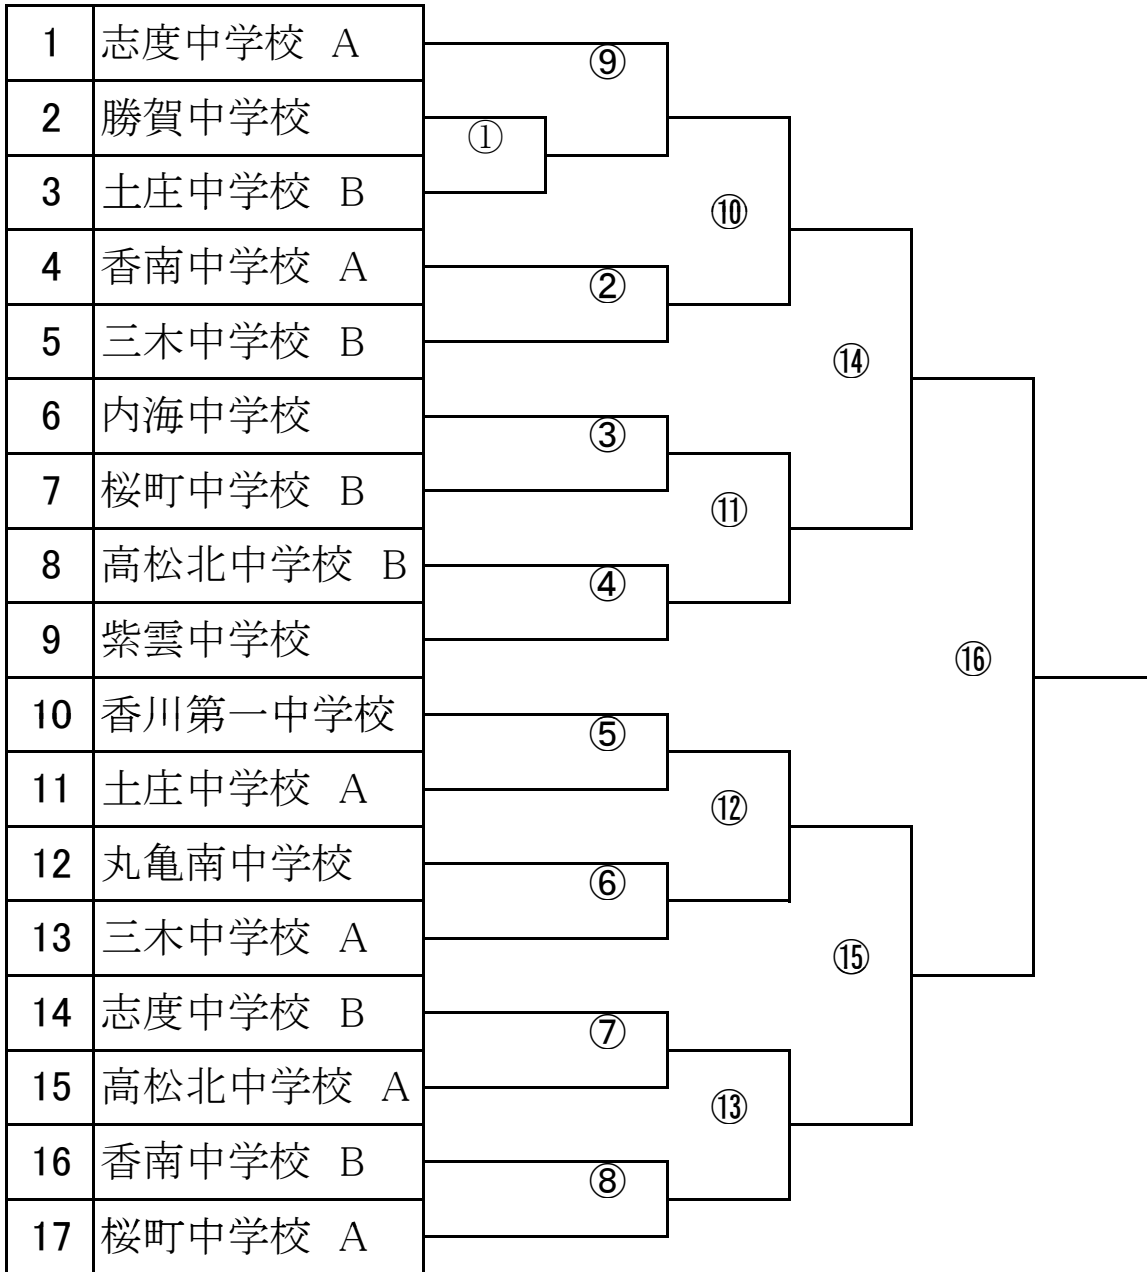 1 志度中学校 A
2 勝賀中学校
3 土庄中学校 B
4 香南中学校 A
5 三木中学校 B
6 内海中学校
7 桜町中学校 B
8 高松北中学校 B
9 紫雲中学校
10 香川第一中学校
11 土庄中学校 A
12 丸亀南中学校
13 三木中学校 A
14 志度中学校 B
15 高松北中学校 A
16 香南中学校 B
17 桜町中学校 A
①
⑨
②
③
④
⑤
⑥
⑦
⑧
⑩
⑪
⑫
⑬
⑭
⑮
⑯